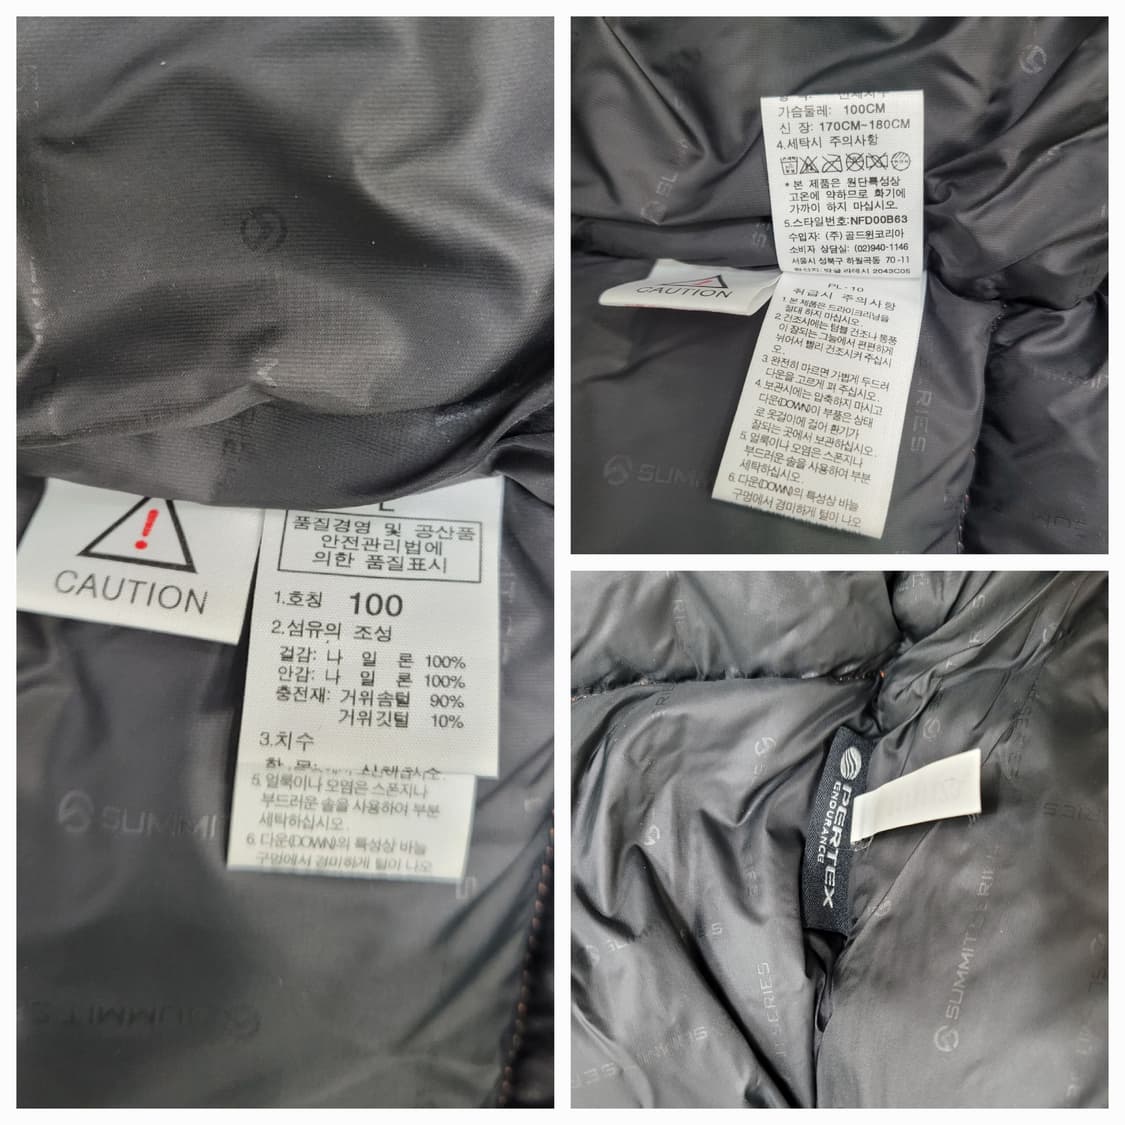 L
품질경영 및 공산품
안전관리법에
의한 품질표시
1.호칭 100
2.섬유의 조성
겉감: 나 일 론 100%
안감: 나 일 론 100%
충전재: 거위솜털 90%
거위깃털 10%
3.치수
5. 얼룩이나 오염은 스폰지나
부드러운 솔을 사용하여 부분
세탁하십시오.
6. 다운(DOWN)의 특성상 바늘
구멍에서 경미하게 털이 나오
CAUTION
SUMMIT
가슴둘레: 100CM
신 장: 170CM~180CM
4.세탁시 주의사항
* 본 제품은 원단특성상
고온에 약하므로 화기에
가까이 하지 마십시오.
5.스타일번호:NFD00B63
수입자: (주)골드윈코리아
소비자 상담실: (02)940-1146
서울시 성북구 하월곡동 70-11
CAUTION
PL-10
취급시 주의사항
1. 본 제품은 드라이크리닝을
절대 하지 마십시오.
2. 건조시에는 텀블 건조나 통풍
이 잘되는 그늘에서 편편하게
뉘어서 빨리 건조시켜 주십시
오.
3. 완전히 마르면 가볍게 두드려
다운을 고르게 펴 주십시오.
4. 보관시에는 압축하지 마시고
다운(DOWN)이 부풀은 상태
로 옷걸이에 걸어 환기가
잘되는 곳에서 보관하십시오.
5. 얼룩이나 오염은 스폰지나
부드러운 솔을 사용하여 부분
세탁하십시오.
6. 다운(DOWN)의 특성상 바늘
구멍에서 경미하게 털이 나오
PERTEX
ENDURANCE
SUMMIT SERIES
SERIES